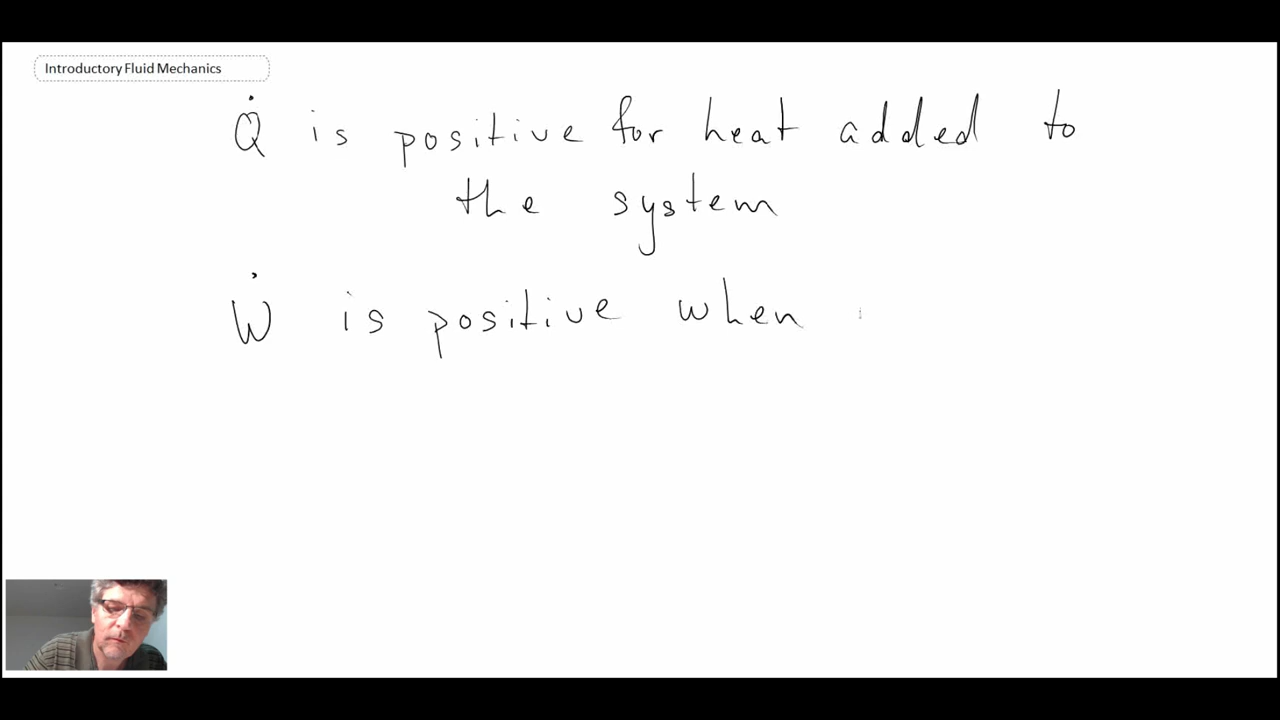 Introductory Fluid Mechanics
Q̇ is positive for heat added to
the system
Ẇ is positive when